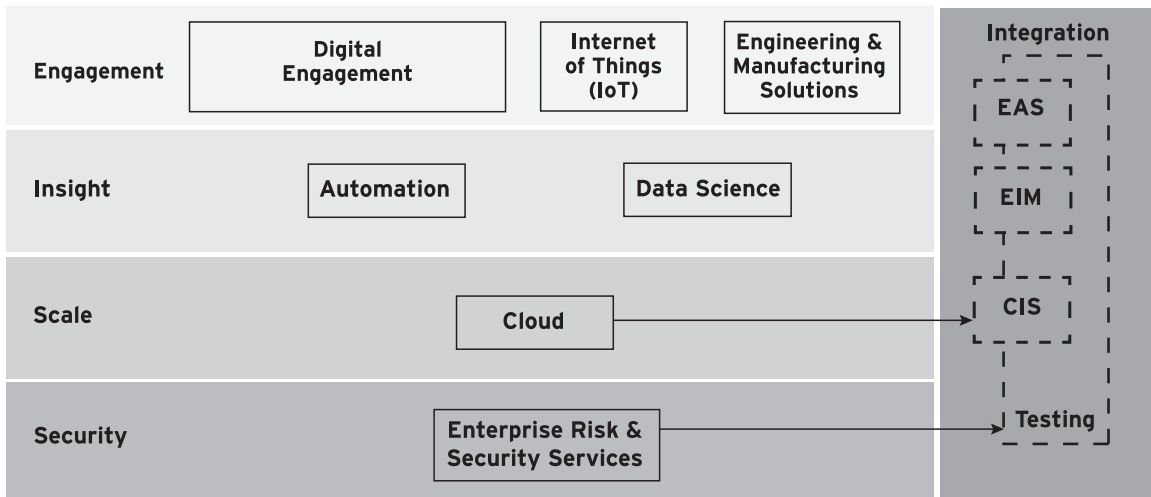 Engagement
Digital
Engagement
Internet
of Things
(IoT)
Engineering &
Manufacturing
Solutions
Insight
Automation
Data Science
Scale
Cloud
Security
Enterprise Risk &
Security Services
Integration
EAS
EIM
CIS
Testing